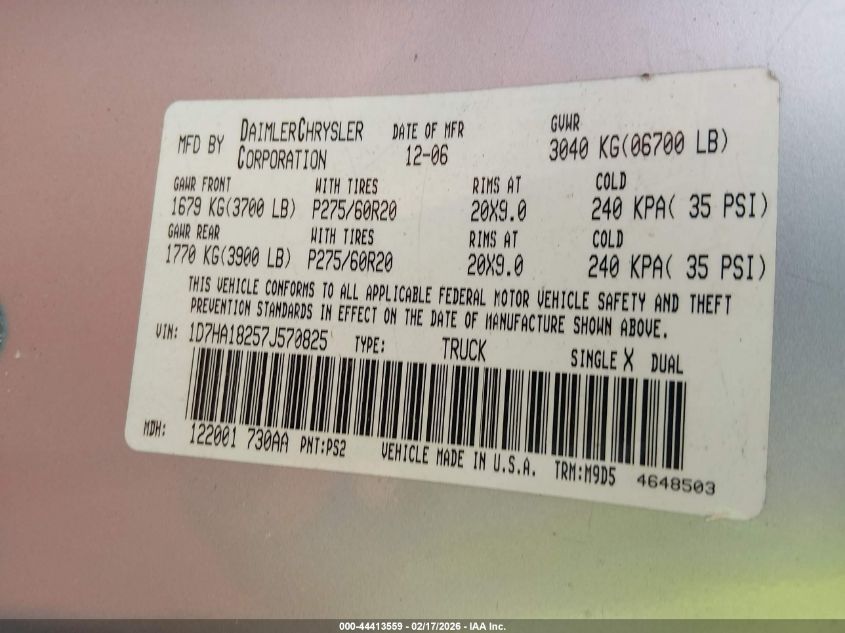 MFD BY DAIMLERCHRYSLER CORPORATION DATE OF MFR 12-06 GVWR 3040 KG(06700 LB)
GAWR FRONT WITH TIRES RIMS AT COLD
1679 KG(3700 LB) P275/60R20 20X9.0 240 KPA( 35 PSI)
GAWR REAR WITH TIRES RIMS AT COLD
1770 KG(3900 LB) P275/60R20 20X9.0 240 KPA( 35 PSI)
THIS VEHICLE CONFORMS TO ALL APPLICABLE FEDERAL MOTOR VEHICLE SAFETY AND THEFT
PREVENTION STANDARDS IN EFFECT ON THE DATE OF MANUFACTURE SHOWN ABOVE.
VIN: 1D7HA18257J570825 TYPE: TRUCK SINGLE X DUAL
MDH: 122001 730AA PNT:PS2 VEHICLE MADE IN U.S.A. TRM:M9D5 4648503
000-44413559 - 02/17/2026 - IAA Inc.